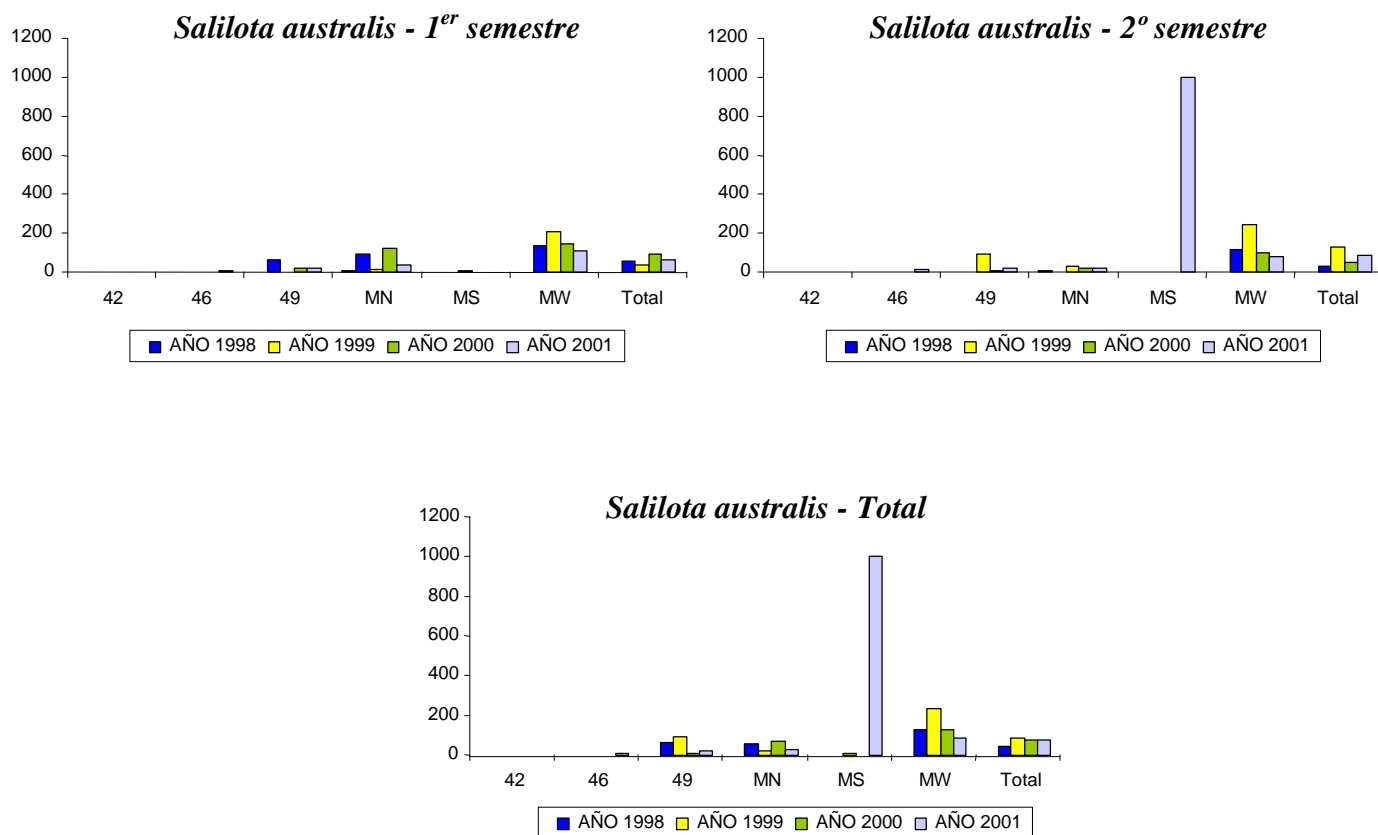 Salilota australis - 1er semestre
1200
1000
800
600
400
200
0
42 46 49 MN MS MW Total
AÑO 1998 AÑO 1999 AÑO 2000 AÑO 2001
Salilota australis - 2º semestre
1200
1000
800
600
400
200
0
42 46 49 MN MS MW Total
AÑO 1998 AÑO 1999 AÑO 2000 AÑO 2001
Salilota australis - Total
1200
1000
800
600
400
200
0
42 46 49 MN MS MW Total
AÑO 1998 AÑO 1999 AÑO 2000 AÑO 2001